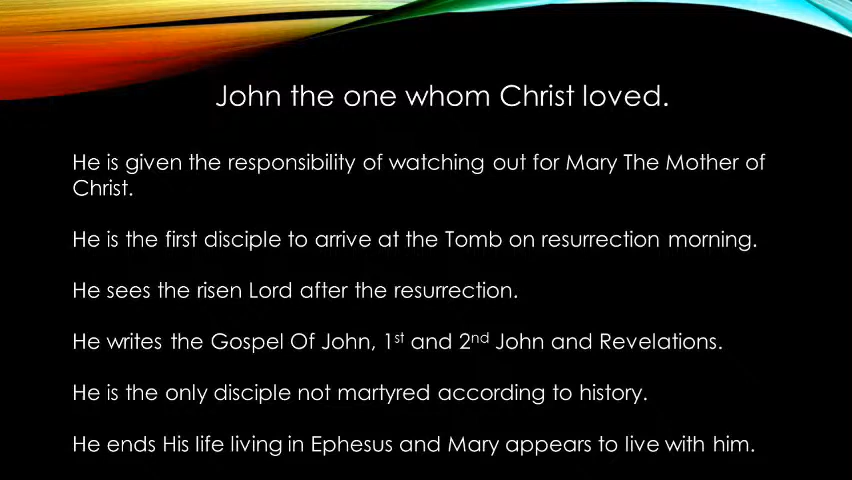 John the one whom Christ loved.
He is given the responsibility of watching out for Mary The Mother of
Christ.
He is the first disciple to arrive at the Tomb on resurrection morning.
He sees the risen Lord after the resurrection.
He writes the Gospel Of John, 1st and 2nd John and Revelations.
He is the only disciple not martyred according to history.
He ends His life living in Ephesus and Mary appears to live with him.